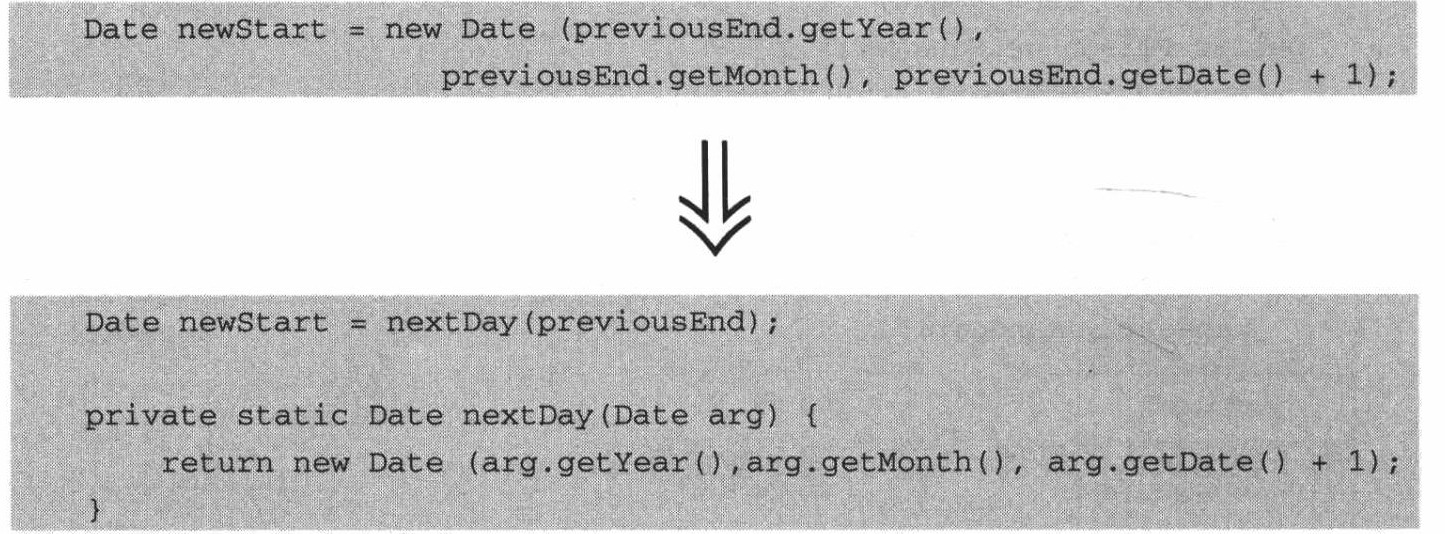 Date newStart = new Date (previousEnd.getYear(),
previousEnd.getMonth(), previousEnd.getDate() + 1);
Date newStart = nextDay(previousEnd);
private static Date nextDay(Date arg) {
return new Date (arg.getYear(),arg.getMonth(), arg.getDate() + 1);
}